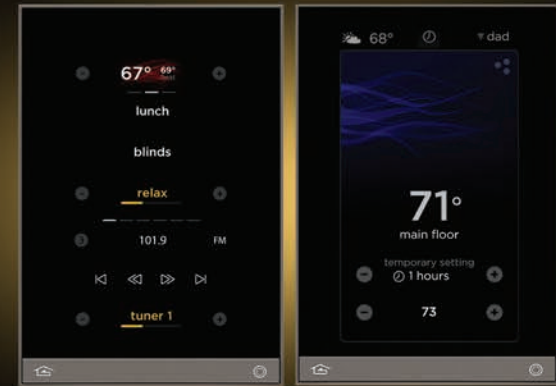 67° 69°
lunch
blinds
relax
3 101.9 FM
tuner 1
68° dad
71°
main floor
temporary setting
1 hours
73